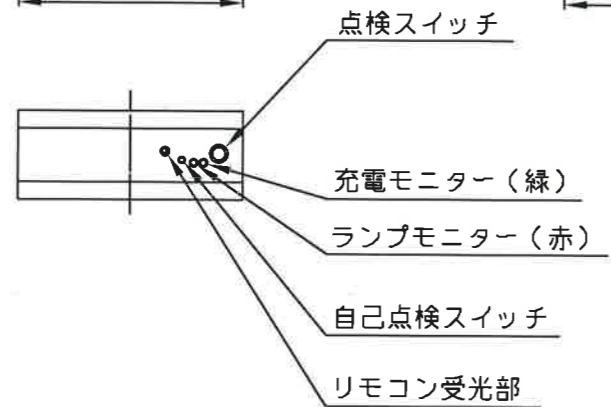 点検スイッチ
充電モニター（緑）
ランプモニター（赤）
自己点検スイッチ
リモコン受光部